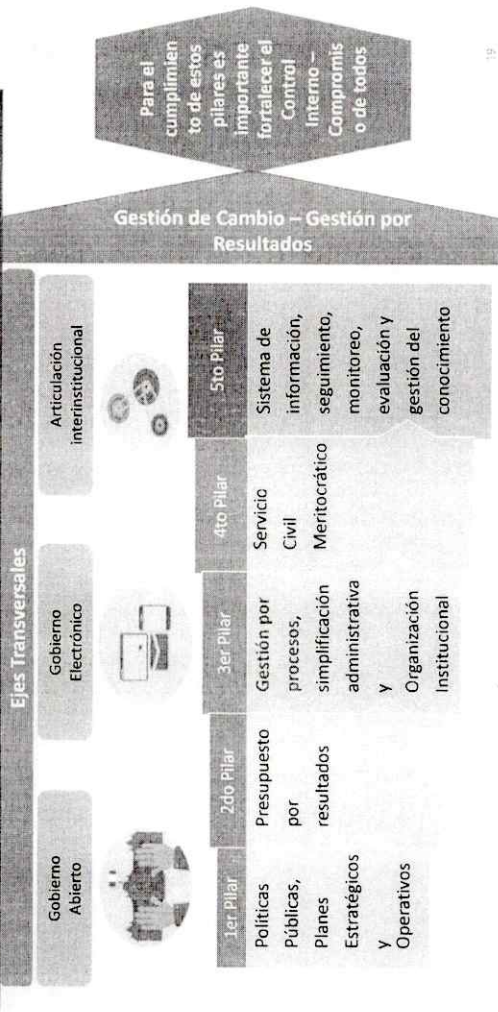 Ejes Transversales
Gobierno
Abierto
Gobierno
Electrónico
Articulación
interinstitucional
1er Pilar
Políticas
Públicas,
Planes
Estratégicos
y
Operativos
2do Pilar
Presupuesto
por
resultados
3er Pilar
Gestión por
procesos,
simplificación
administrativa
y
Organización
Institucional
4to Pilar
Servicio
Civil
Meritocrático
5to Pilar
Sistema de
información,
seguimiento,
monitoreo,
evaluación y
gestión del
conocimiento
Gestión de Cambio – Gestión por
Resultados
Para el
cumplimien
to de estos
pilares es
importante
fortalecer el
Control
Interno –
Compromis
o de todos
19